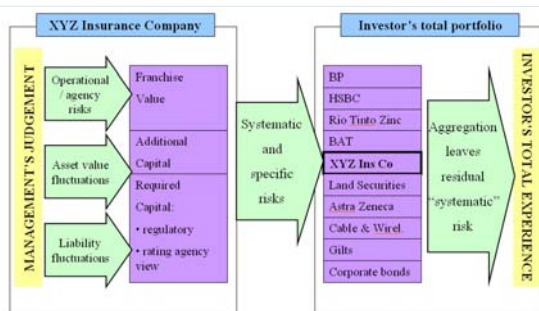 XYZ Insurance Company
Investor's total portfolio
MANAGEMENT'S JUDGEMENT
Operational
/ agency
risks
Asset value
fluctuations
Liability
fluctuations
Franchise
Value
Additional
Capital
Required
Capital:
• regulatory
• rating agency
view
Systematic
and
specific
risks
BP
HSBC
Rio Tinto Zinc
BAT
XYZ Ins Co
Land Securities
Astra Zeneca
Cable & Wirel.
Gilts
Corporate bonds
Aggregation
leaves
residual
"systematic"
risk
INVESTOR'S TOTAL EXPERIENCE